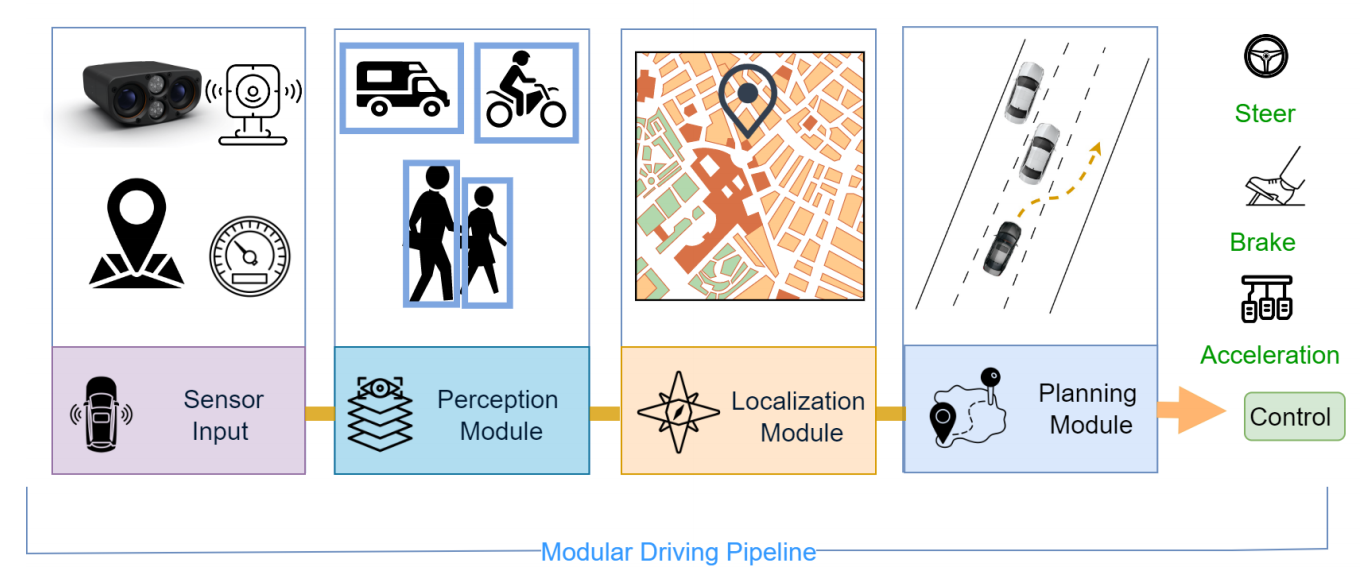 Steer
Brake
Acceleration
Sensor
Input
Perception
Module
Localization
Module
Planning
Module
Control
Modular Driving Pipeline